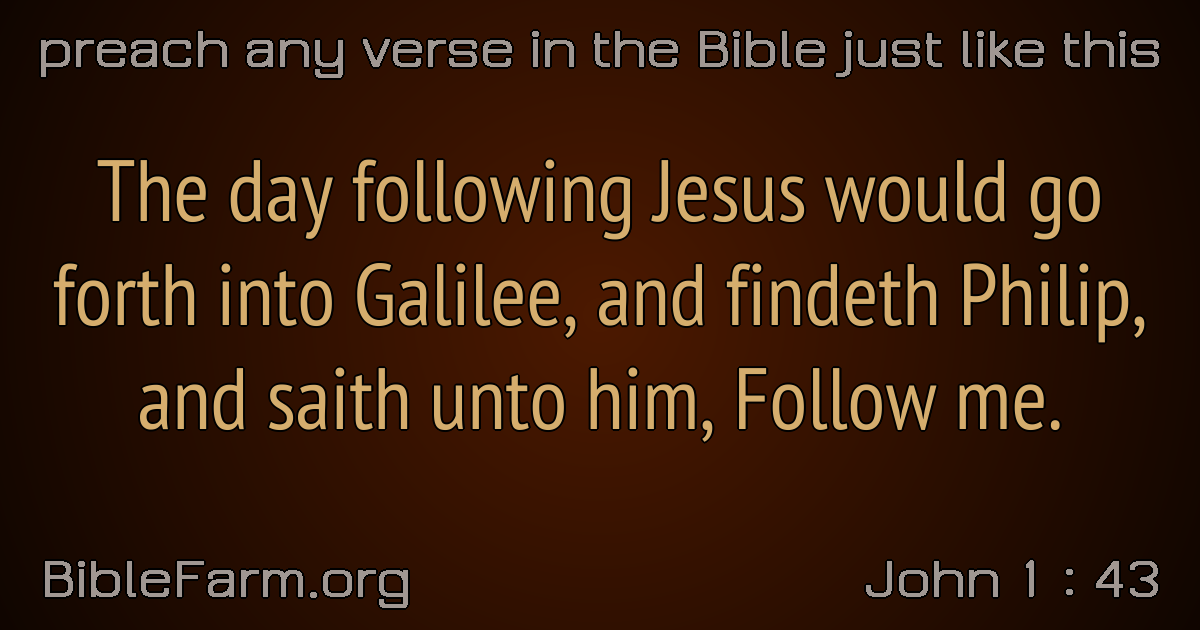 preach any verse in the Bible just like this
The day following Jesus would go
forth into Galilee, and findeth Philip,
and saith unto him, Follow me.
BibleFarm.org
John 1 : 43